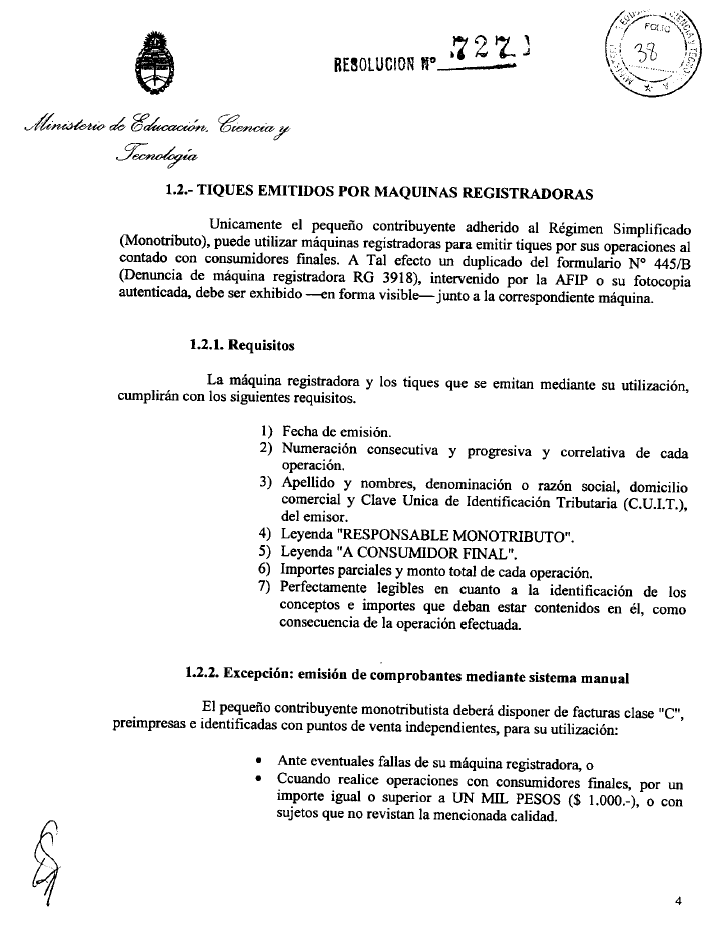 RESOLUCION Nº 727
FOLIO
38
Ministerio de Educación, Ciencia y
Tecnología
1.2.- TIQUES EMITIDOS POR MAQUINAS REGISTRADORAS
Unicamente el pequeño contribuyente adherido al Régimen Simplificado
(Monotributo), puede utilizar máquinas registradoras para emitir tiques por sus operaciones al
contado con consumidores finales. A Tal efecto un duplicado del formulario Nº 445/B
(Denuncia de máquina registradora RG 3918), intervenido por la AFIP o su fotocopia
autenticada, debe ser exhibido —en forma visible— junto a la correspondiente máquina.
1.2.1. Requisitos
La máquina registradora y los tiques que se emitan mediante su utilización,
cumplirán con los siguientes requisitos.
1) Fecha de emisión.
2) Numeración consecutiva y progresiva y correlativa de cada
operación.
3) Apellido y nombres, denominación o razón social, domicilio
comercial y Clave Unica de Identificación Tributaria (C.U.I.T.),
del emisor.
4) Leyenda "RESPONSABLE MONOTRIBUTO".
5) Leyenda "A CONSUMIDOR FINAL".
6) Importes parciales y monto total de cada operación.
7) Perfectamente legibles en cuanto a la identificación de los
conceptos e importes que deban estar contenidos en él, como
consecuencia de la operación efectuada.
1.2.2. Excepción: emisión de comprobantes mediante sistema manual
El pequeño contribuyente monotributista deberá disponer de facturas clase "C",
preimpresas e identificadas con puntos de venta independientes, para su utilización:
• Ante eventuales fallas de su máquina registradora, o
• Ccuando realice operaciones con consumidores finales, por un
importe igual o superior a UN MIL PESOS ($ 1.000.-), o con
sujetos que no revistan la mencionada calidad.
4